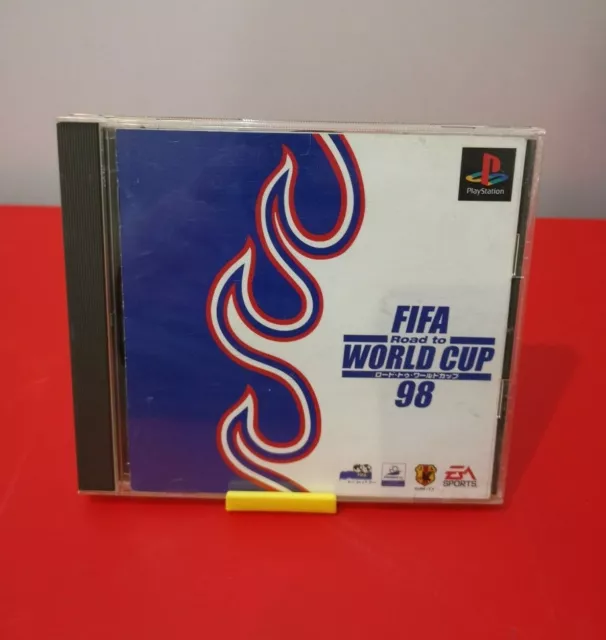 PlayStation
FIFA
Road to
WORLD CUP
ロード・トゥ・ワールドカップ
98
EA
SPORTS